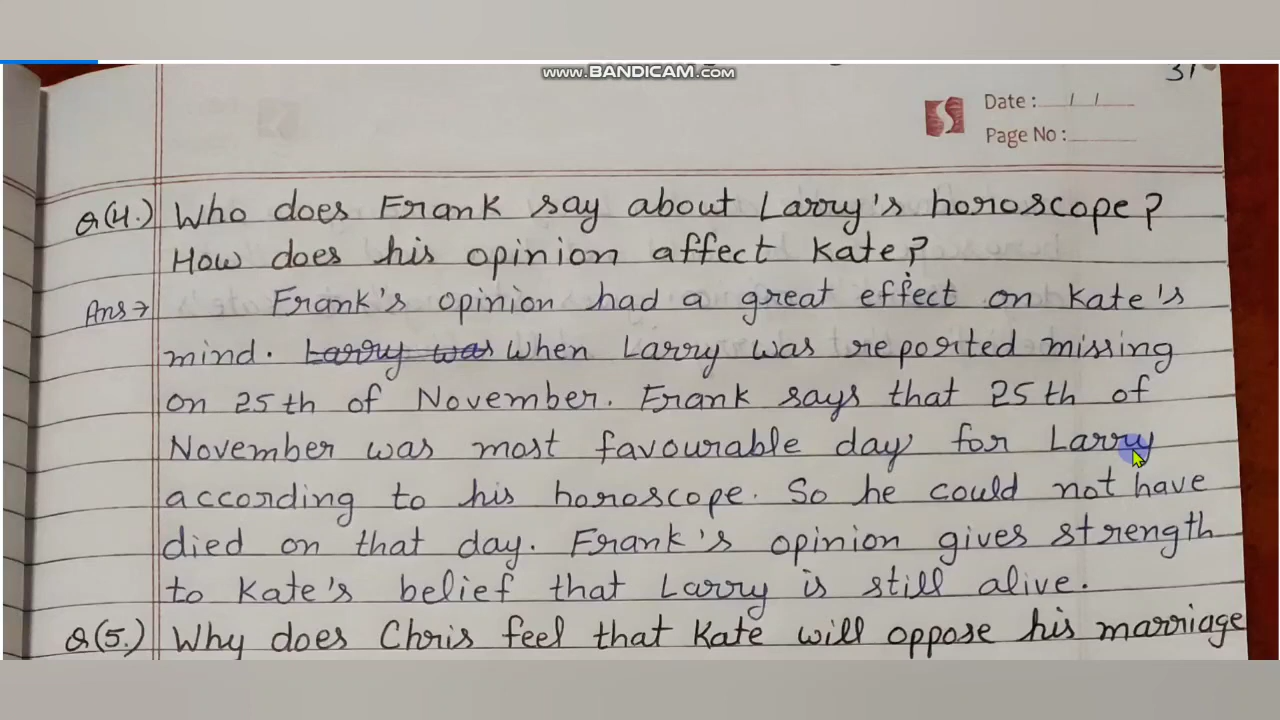 www.BANDICAM.com
31
Date : / /
Page No :
Q(4.) Who does Frank say about Larry's horoscope?
How does his opinion affect Kate?
Ans→ Frank's opinion had a great effect on Kate's
mind. Larry was When Larry was reported missing
on 25th of November. Frank says that 25th of
November was most favourable day for Larry
according to his horoscope. So he could not have
died on that day. Frank's opinion gives strength
to Kate's belief that Larry is still alive.
Q(5.) Why does Chris feel that Kate will oppose his marriage